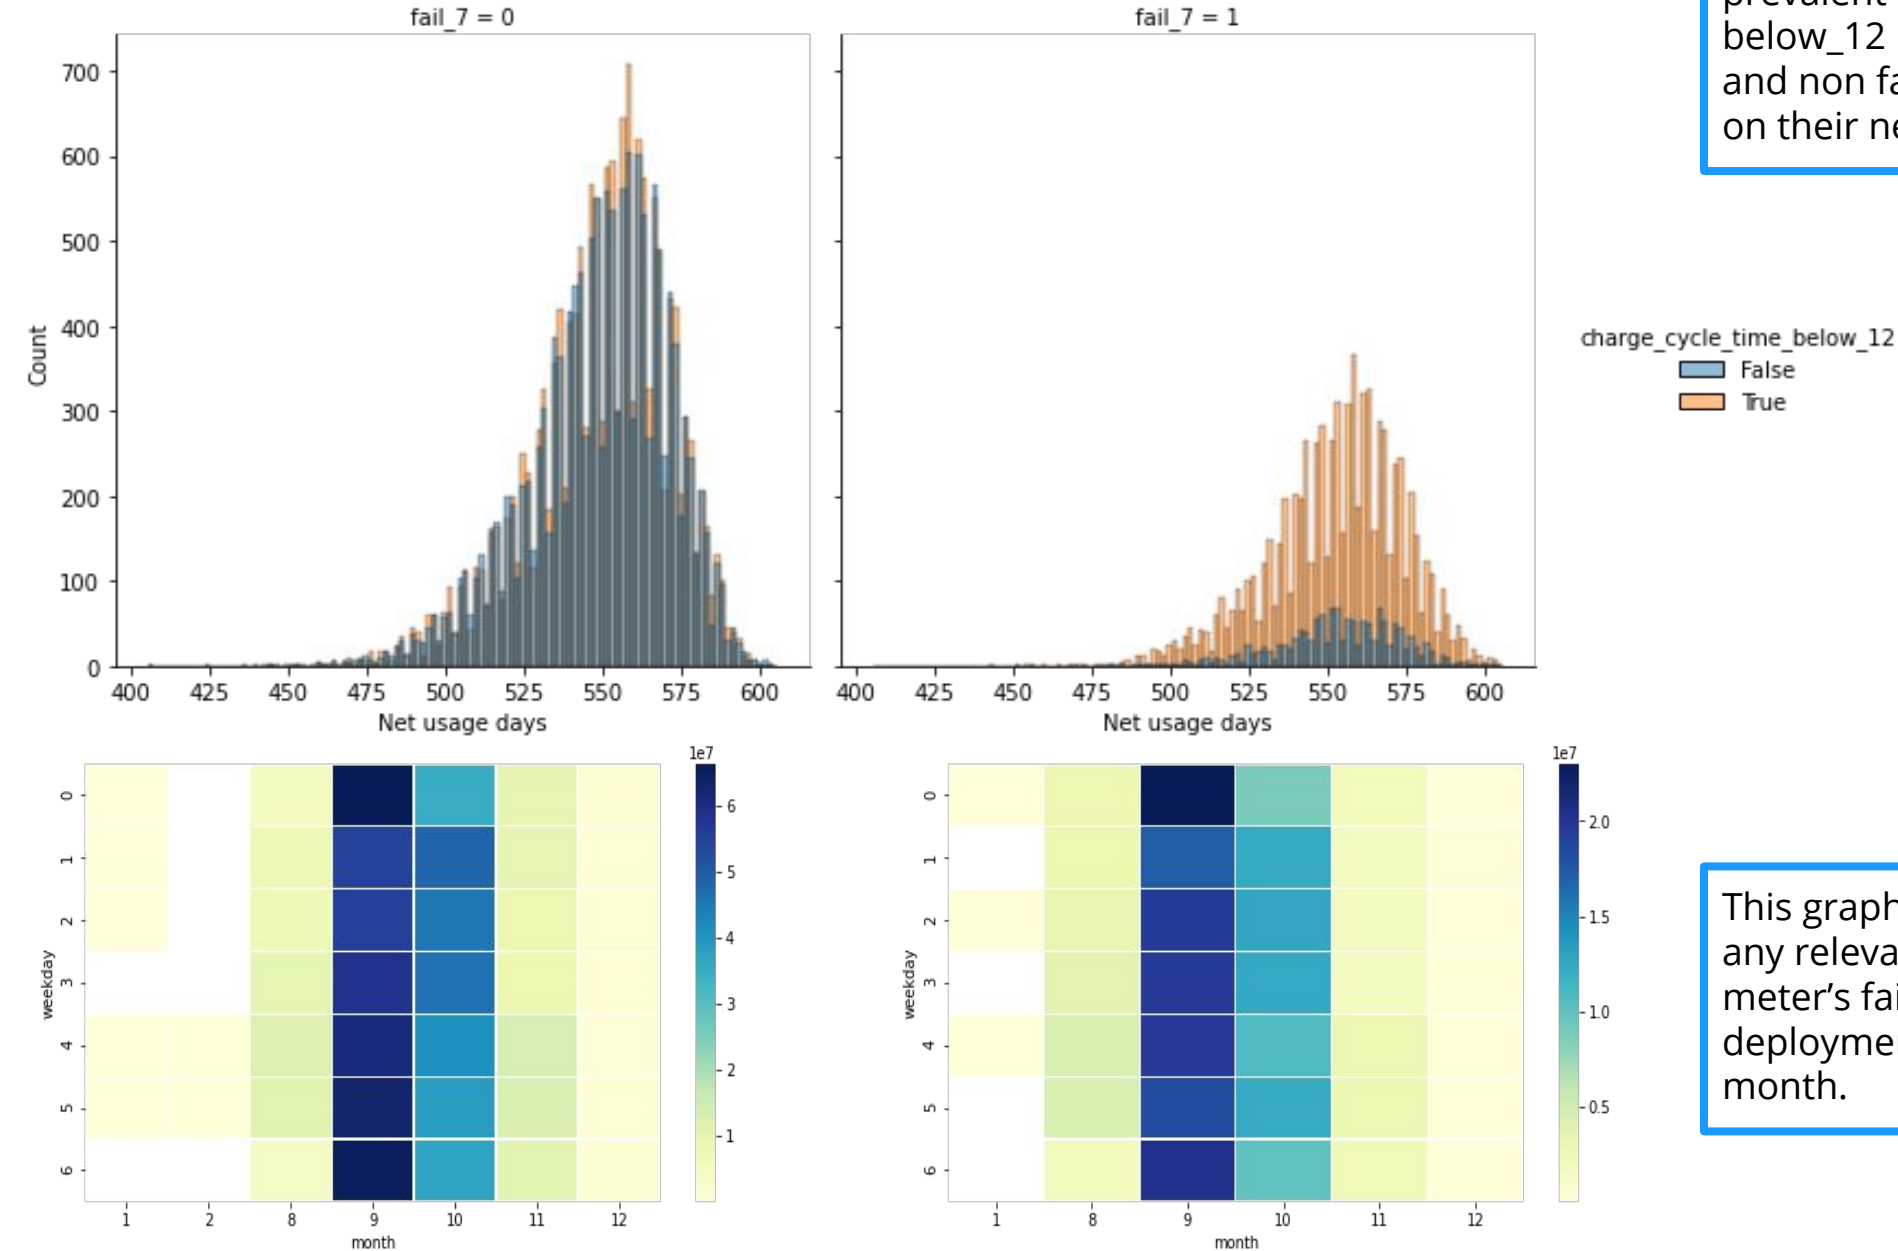 fail_7 = 0
700
600
500
400
300
200
100
0
Count
400 425 450 475 500 525 550 575 600
Net usage days
fail_7 = 1
400 425 450 475 500 525 550 575 600
Net usage days
prevalent
below_12
and non fa
on their ne
charge_cycle_time_below_12
False
True
weekday
0
1
2
3
4
5
6
1 2 8 9 10 11 12
month
1e7
6
5
4
3
2
1
weekday
0
1
2
3
4
5
6
1 8 9 10 11 12
month
1e7
2.0
1.5
1.0
0.5
This graph
any releva
meter’s fai
deploymen
month.